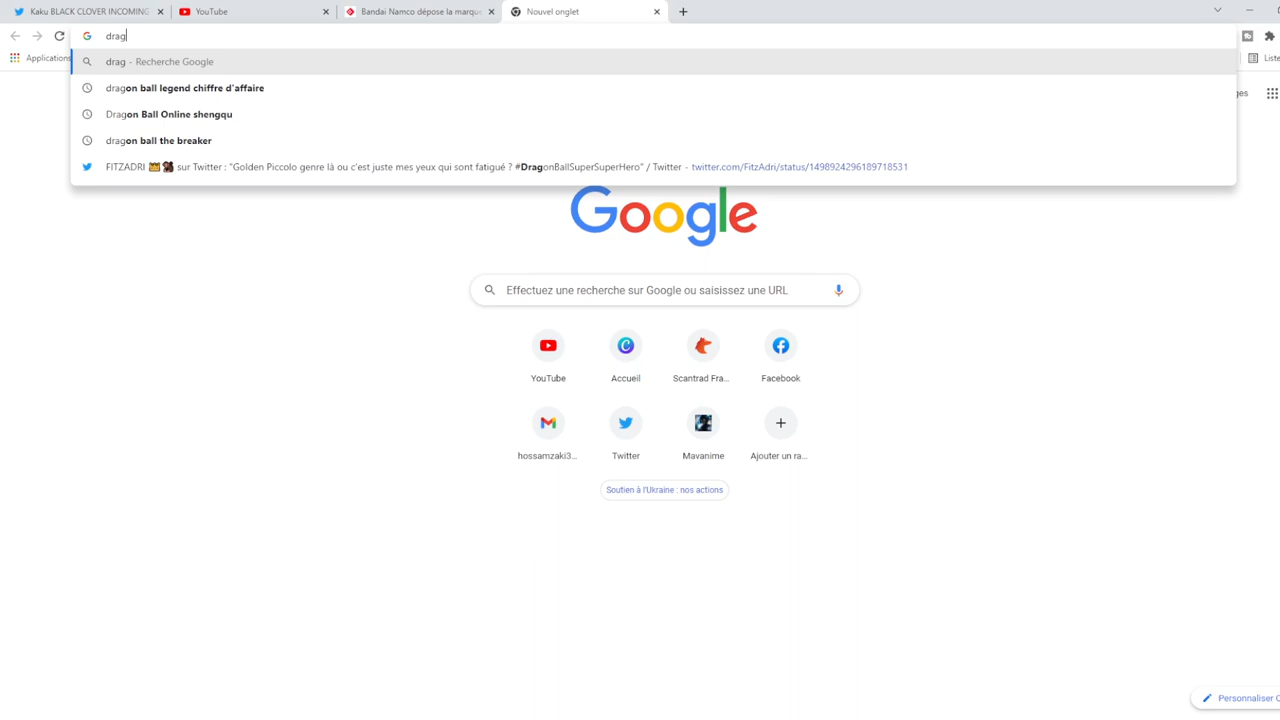 Kaku BLACK CLOVER INCOMING
YouTube
Bandai Namco dépose la marque
Nouvel onglet
drag
Applications
Liste
drag - Recherche Google
dragon ball legend chiffre d'affaire
Dragon Ball Online shengqu
dragon ball the breaker
FITZADRI sur Twitter : "Golden Piccolo genre là ou c'est juste mes yeux qui sont fatigué ? #DragonBallSuperSuperHero" / Twitter - twitter.com/FitzAdri/status/1498924296189718531
ges
Google
Effectuez une recherche sur Google ou saisissez une URL
YouTube
Accueil
Scantrad Fra...
Facebook
hossamzaki3...
Twitter
Mavanime
Ajouter un ra...
Soutien à l'Ukraine : nos actions
Personnaliser C